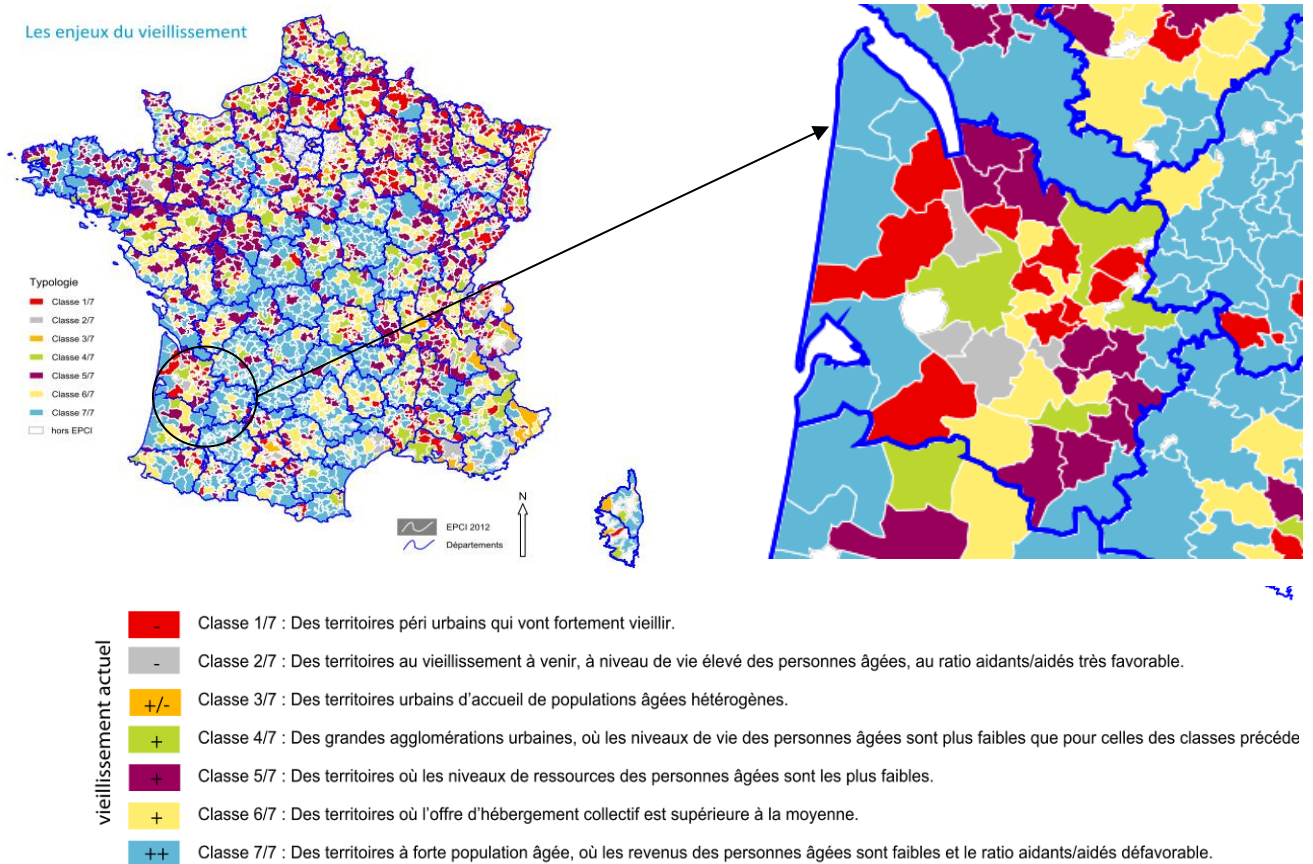 Les enjeux du vieillissement
Typologie
Classe 1/7
Classe 2/7
Classe 3/7
Classe 4/7
Classe 5/7
Classe 6/7
Classe 7/7
hors EPCI
N
EPCI 2012
Départements
vieillissement actuel
- Classe 1/7 : Des territoires péri urbains qui vont fortement vieillir.
- Classe 2/7 : Des territoires au vieillissement à venir, à niveau de vie élevé des personnes âgées, au ratio aidants/aidés très favorable.
+/- Classe 3/7 : Des territoires urbains d'accueil de populations âgées hétérogènes.
+ Classe 4/7 : Des grandes agglomérations urbaines, où les niveaux de vie des personnes âgées sont plus faibles que pour celles des classes précéde
+ Classe 5/7 : Des territoires où les niveaux de ressources des personnes âgées sont les plus faibles.
+ Classe 6/7 : Des territoires où l'offre d'hébergement collectif est supérieure à la moyenne.
++ Classe 7/7 : Des territoires à forte population âgée, où les revenus des personnes âgées sont faibles et le ratio aidants/aidés défavorable.